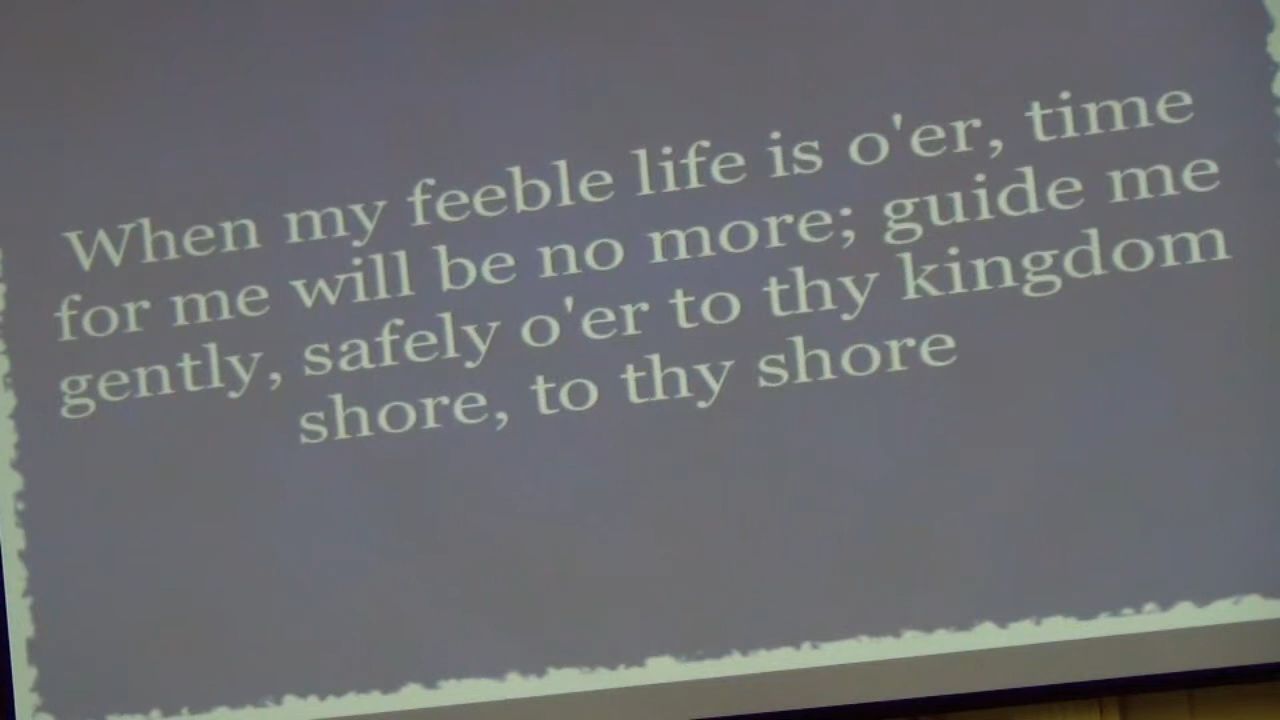 When my feeble life is o'er, time
for me will be no more; guide me
gently, safely o'er to thy kingdom
shore, to thy shore